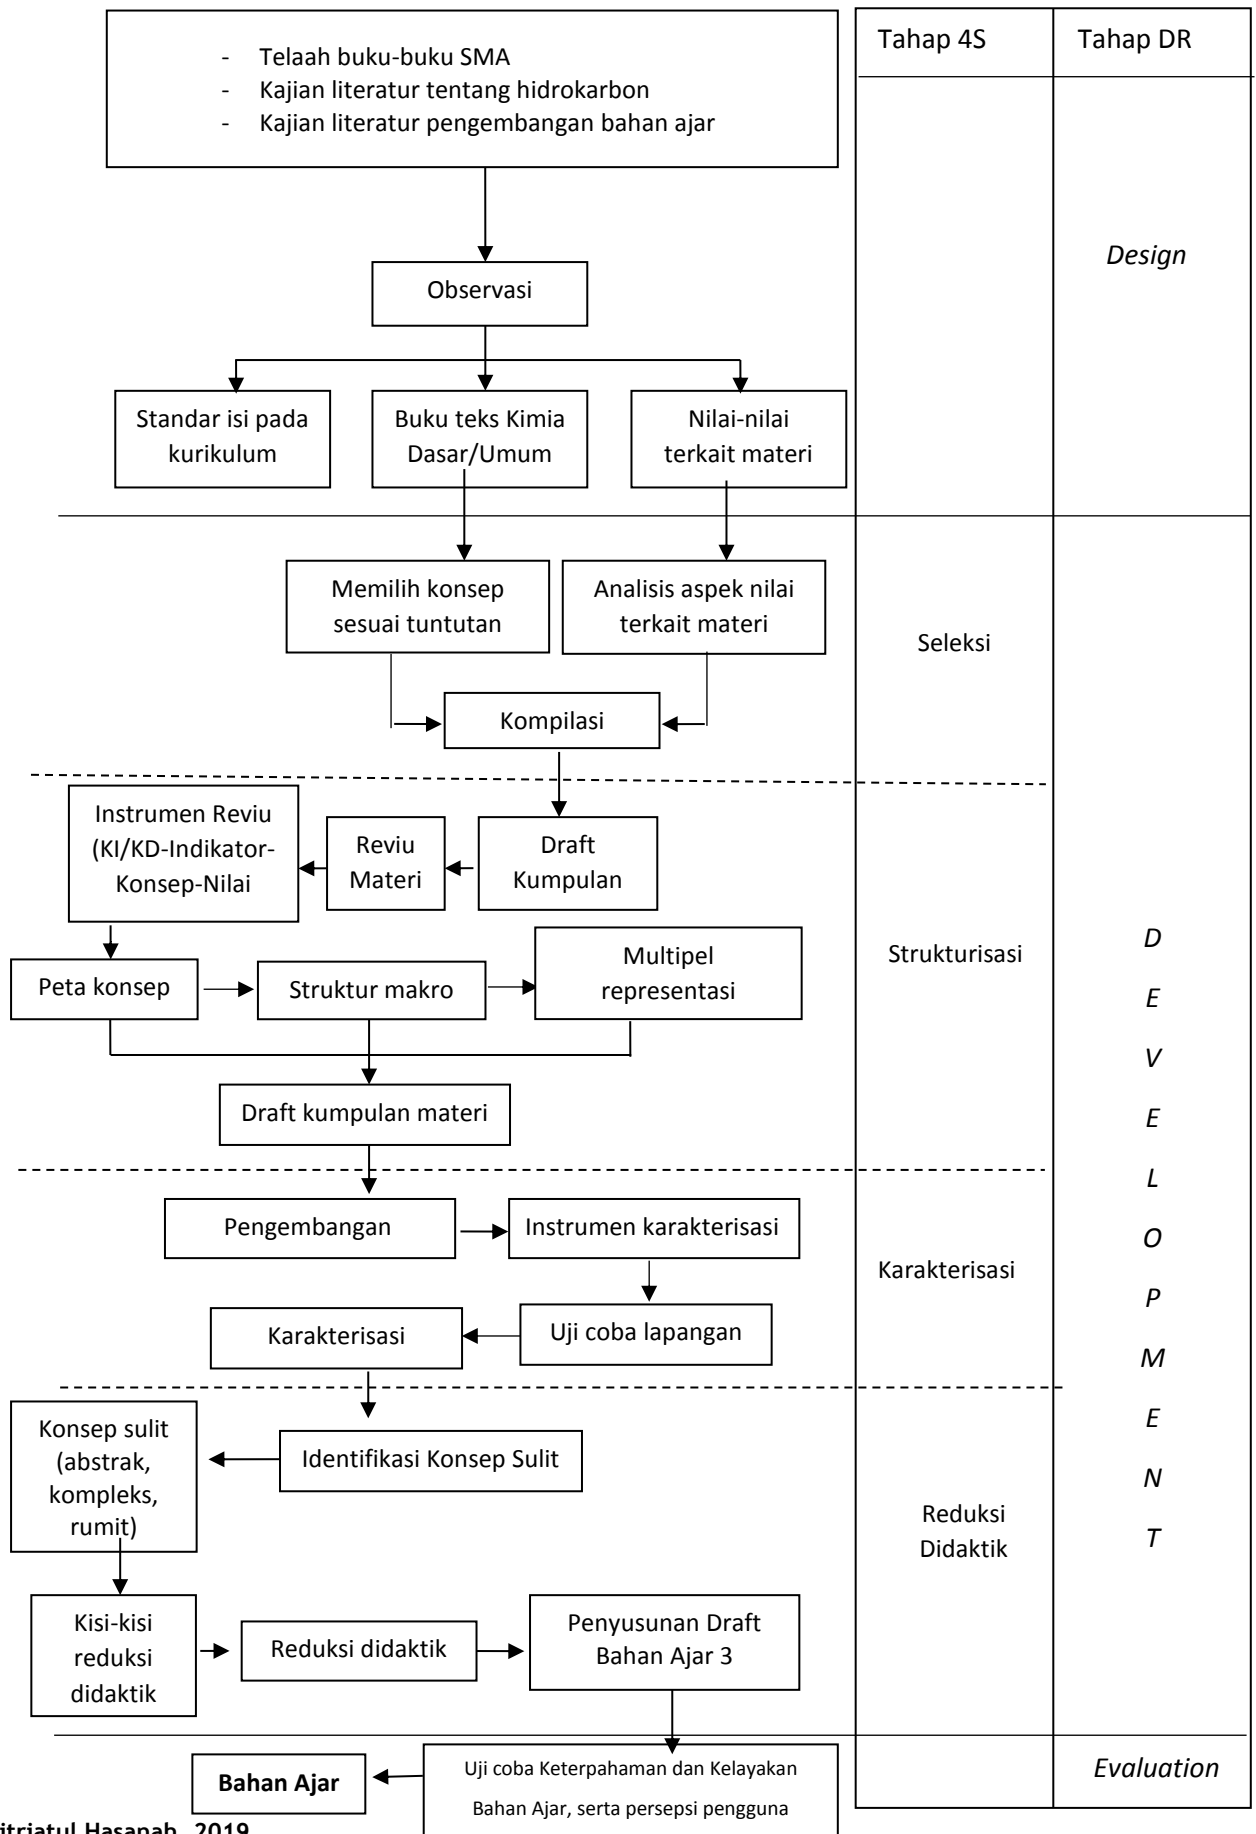 Tahap 4S
Tahap DR
- Telaah buku-buku SMA
- Kajian literatur tentang hidrokarbon
- Kajian literatur pengembangan bahan ajar
Design
Observasi
Standar isi pada
kurikulum
Buku teks Kimia
Dasar/Umum
Nilai-nilai
terkait materi
Memilih konsep
sesuai tuntutan
Analisis aspek nilai
terkait materi
Seleksi
Kompilasi
Instrumen Reviu
(KI/KD-Indikator-
Konsep-Nilai
Reviu
Materi
Draft
Kumpulan
Strukturisasi
Peta konsep
Struktur makro
Multipel
representasi
Draft kumpulan materi
D
E
V
E
L
O
P
M
E
N
T
Pengembangan
Instrumen karakterisasi
Karakterisasi
Karakterisasi
Uji coba lapangan
Konsep sulit
(abstrak,
kompleks,
rumit)
Identifikasi Konsep Sulit
Reduksi
Didaktik
Kisi-kisi
reduksi
didaktik
Reduksi didaktik
Penyusunan Draft
Bahan Ajar 3
Bahan Ajar
Uji coba Keterpahaman dan Kelayakan
Bahan Ajar, serta persepsi pengguna
Evaluation
itriatul Hasanah, 2019